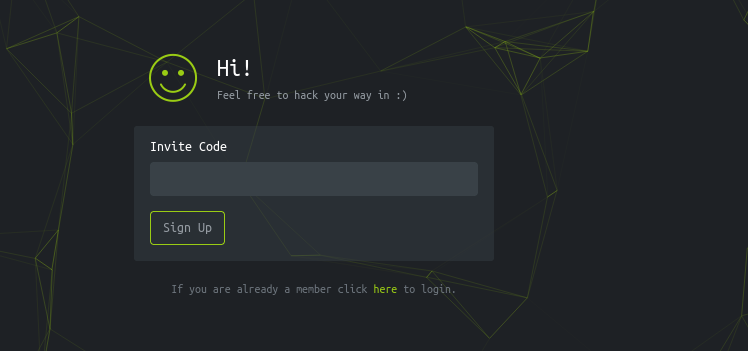 Hi!
Feel free to hack your way in :)
Invite Code
Sign Up
If you are already a member click here to login.